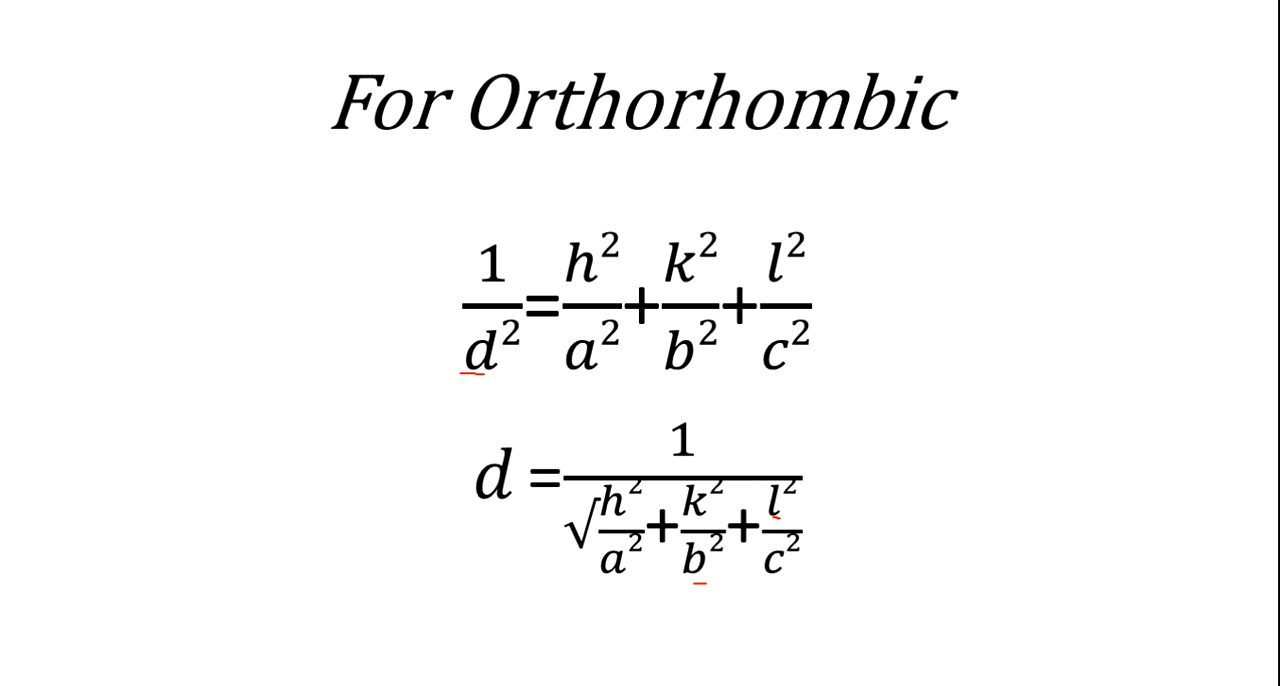 For Orthorhombic
1/d² = h²/a² + k²/b² + l²/c²
d = 1/√h²/a² + k²/b² + l²/c²